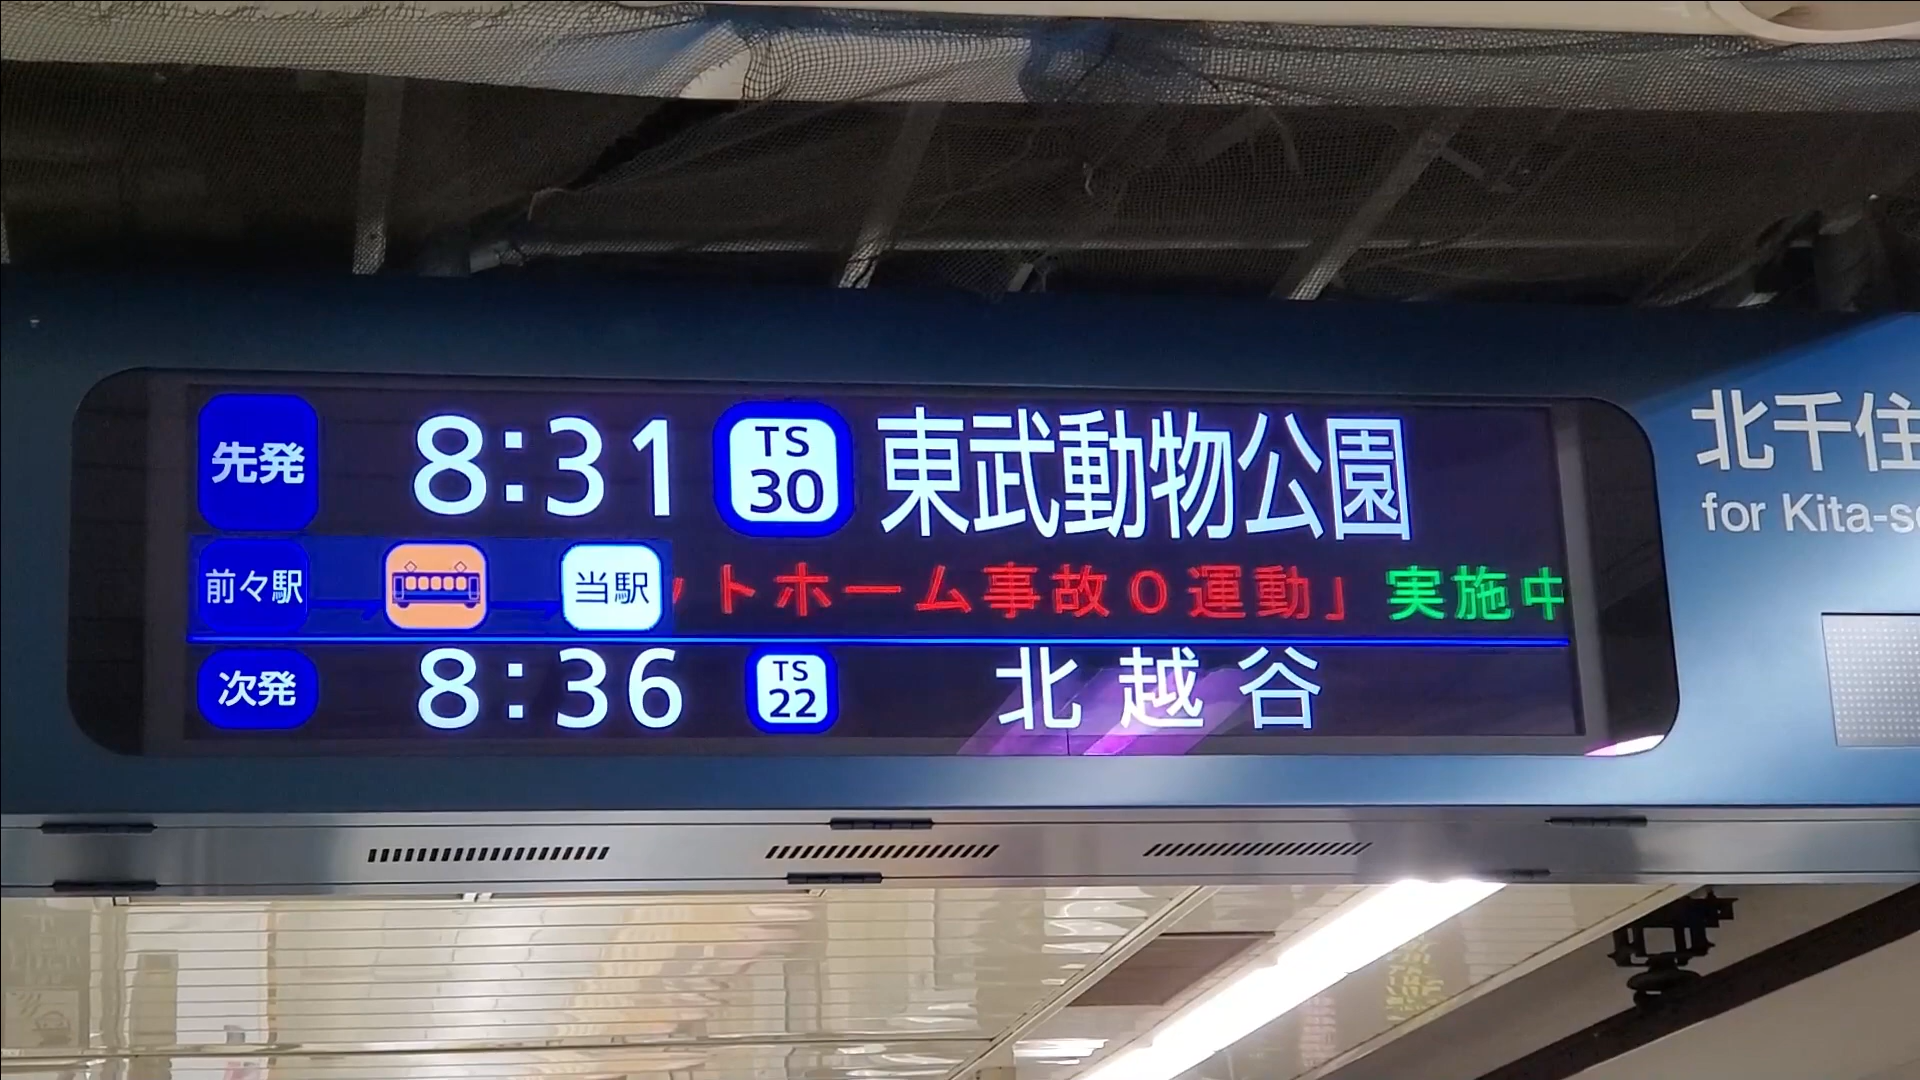 先発 8:31 TS 30 東武動物公園
前々駅 当駅 ットホーム事故0運動」実施中
次発 8:36 TS 22 北越谷
北千住
for Kita-s